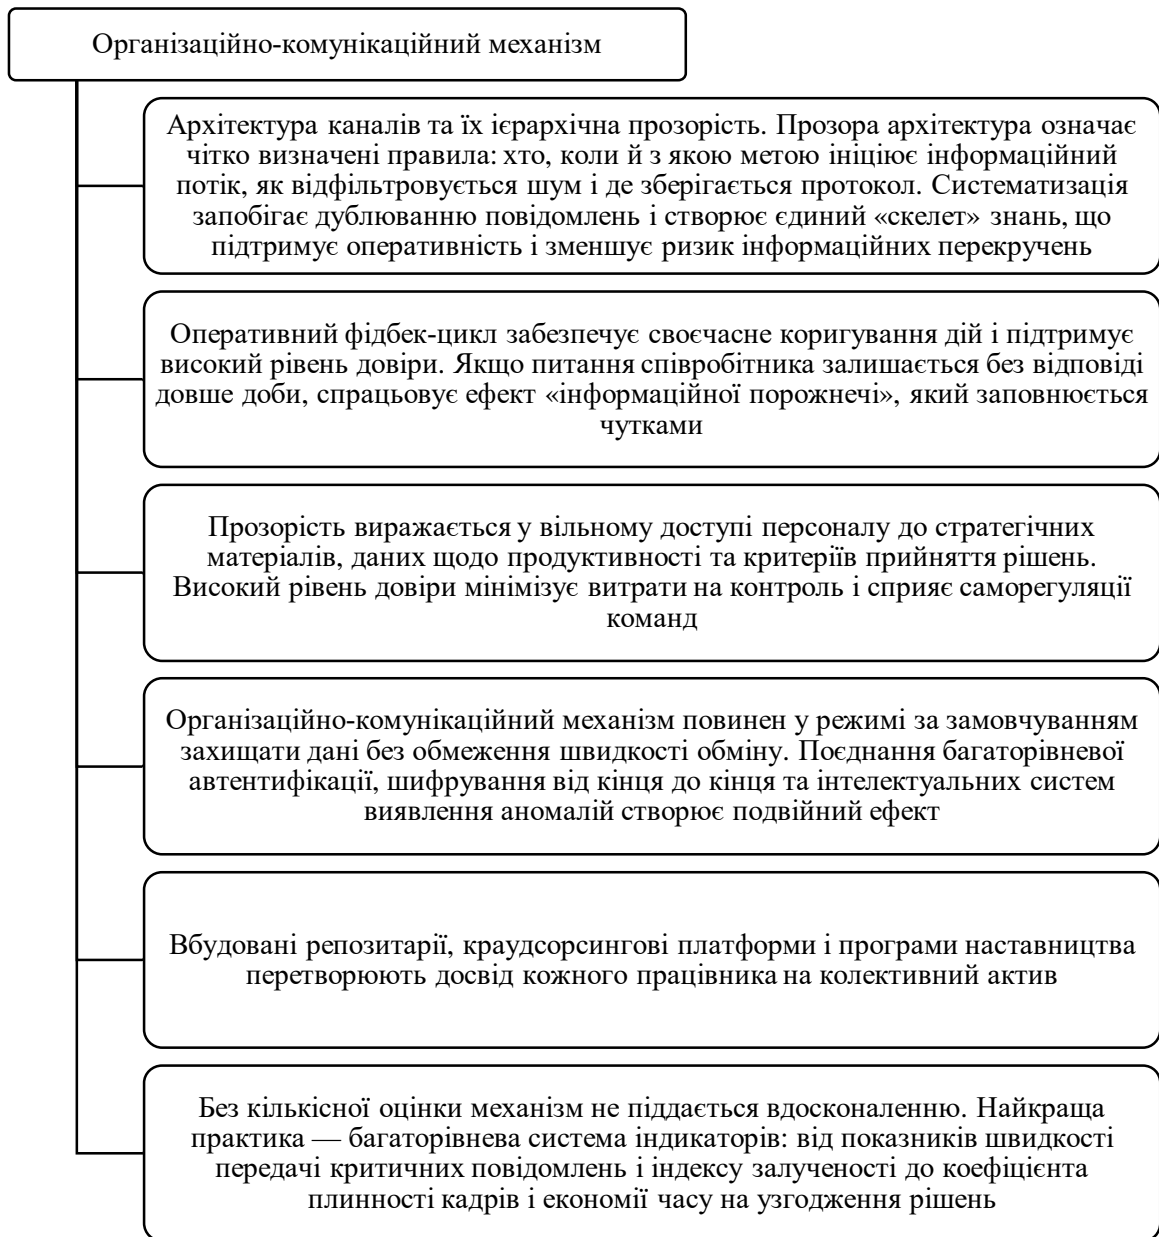 Організаційно-комунікаційний механізм
Архітектура каналів та їх ієрархічна прозорість. Прозора архітектура означає
чітко визначені правила: хто, коли й з якою метою ініціює інформаційний
потік, як відфільтровується шум і де зберігається протокол. Систематизація
запобігає дублюванню повідомлень і створює єдиний «скелет» знань, що
підтримує оперативність і зменшує ризик інформаційних перекручень
Оперативний фідбек-цикл забезпечує своєчасне коригування дій і підтримує
високий рівень довіри. Якщо питання співробітника залишається без відповіді
довше доби, спрацьовує ефект «інформаційної порожнечі», який заповнюється
чутками
Прозорість виражається у вільному доступі персоналу до стратегічних
матеріалів, даних щодо продуктивності та критеріїв прийняття рішень.
Високий рівень довіри мінімізує витрати на контроль і сприяє саморегуляції
команд
Організаційно-комунікаційний механізм повинен у режимі за замовчуванням
захищати дані без обмеження швидкості обміну. Поєднання багаторівневої
автентифікації, шифрування від кінця до кінця та інтелектуальних систем
виявлення аномалій створює подвійний ефект
Вбудовані репозитарії, краудсорсингові платформи і програми наставництва
перетворюють досвід кожного працівника на колективний актив
Без кількісної оцінки механізм не піддається вдосконаленню. Найкраща
практика — багаторівнева система індикаторів: від показників швидкості
передачі критичних повідомлень і індексу залученості до коефіцієнта
плинності кадрів і економії часу на узгодження рішень